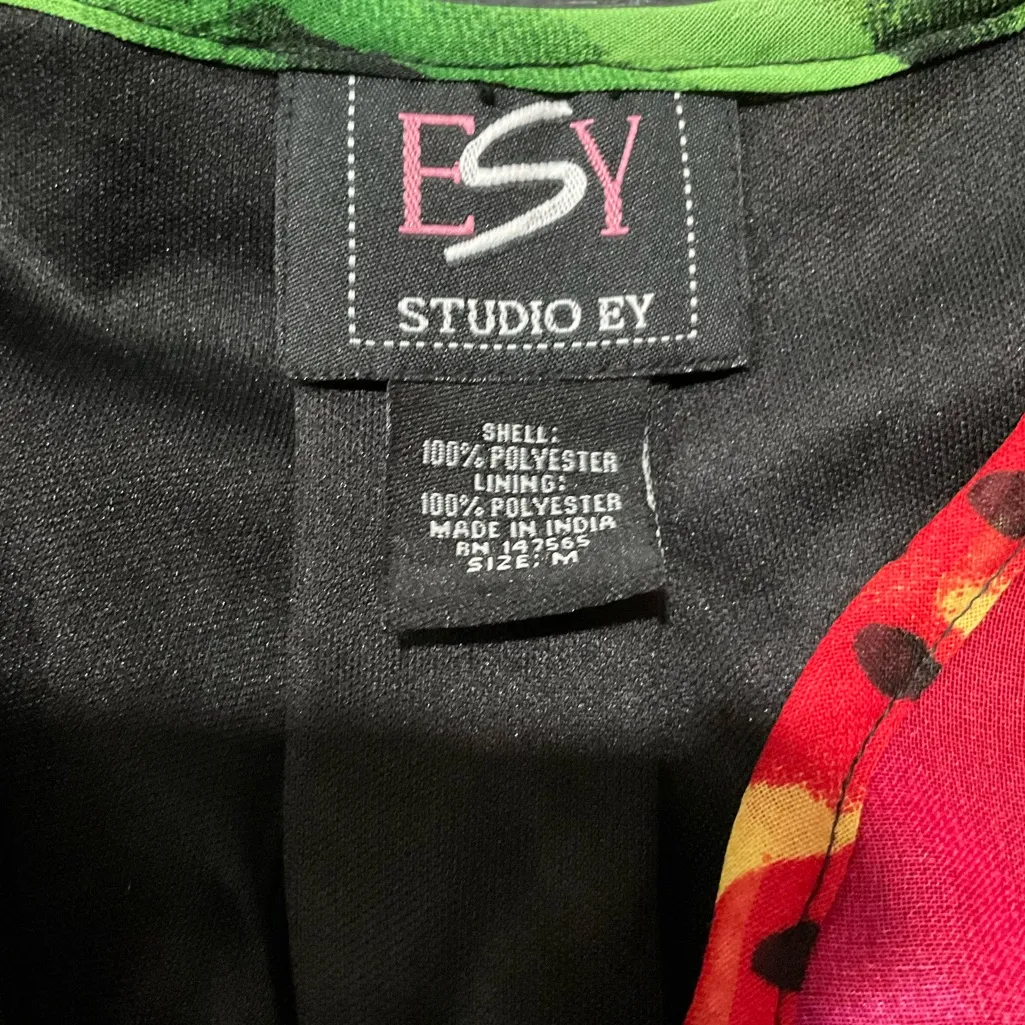 ESY
STUDIO EY
SHELL:
100% POLYESTER
LINING:
100% POLYESTER
MADE IN INDIA
RN 147565
SIZE: M